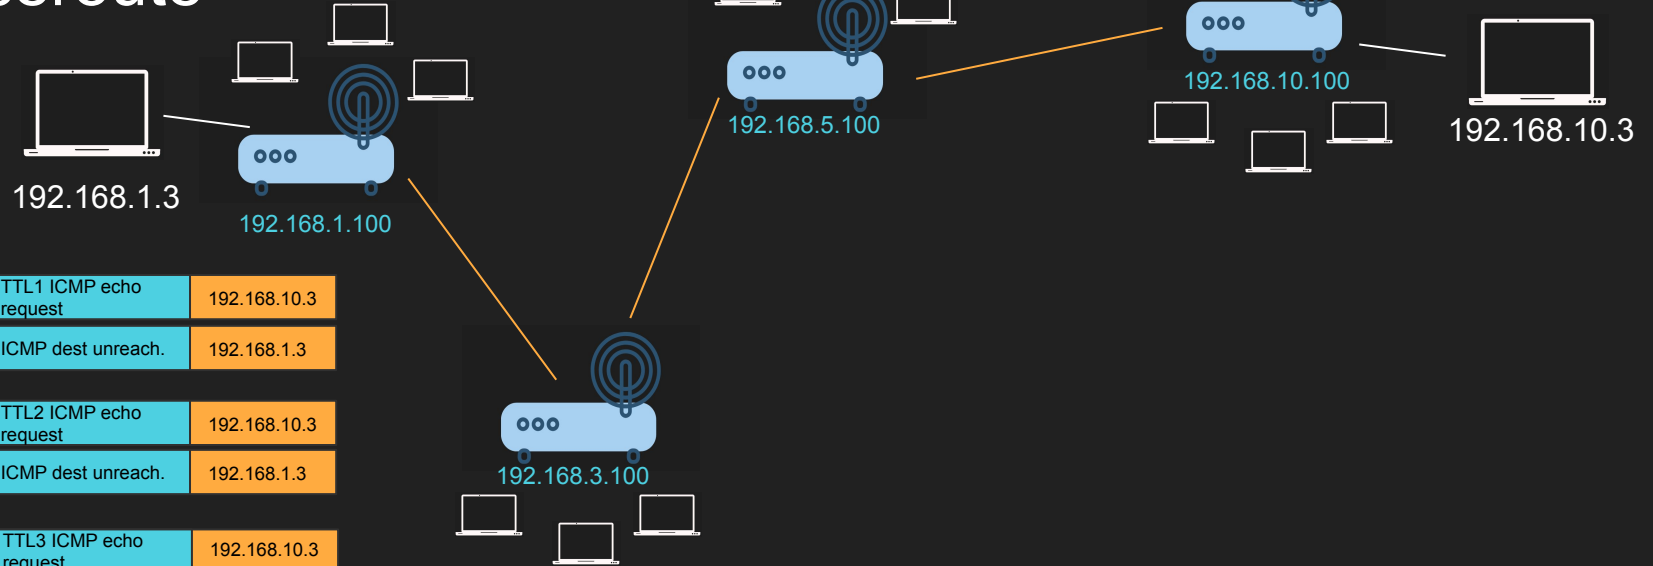 192.168.1.3
192.168.1.100
192.168.5.100
192.168.10.100
192.168.10.3
192.168.3.100
TTL1 ICMP echo
request
192.168.10.3
ICMP dest unreach.
192.168.1.3
TTL2 ICMP echo
request
192.168.10.3
ICMP dest unreach.
192.168.1.3
TTL3 ICMP echo
request
192.168.10.3